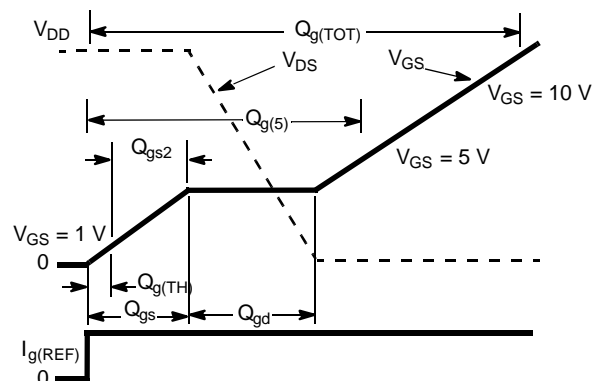 V_DD
Q_g(TOT)
V_DS
V_GS
V_GS = 10 V
Q_g(5)
Q_gs2
V_GS = 5 V
V_GS = 1 V
0
Q_g(TH)
Q_gs
Q_gd
I_g(REF)
0